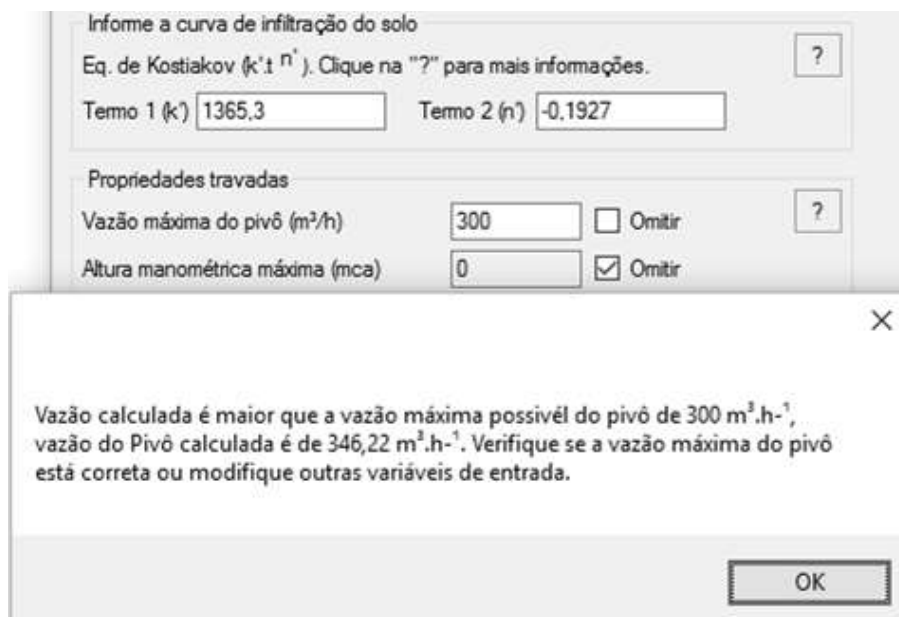 Informe a curva de infiltração do solo
Eq. de Kostiakov (k'.t n'). Clique na "?" para mais informações.
?
Termo 1 (k') 1365,3 Termo 2 (n') -0,1927
Propriedades travadas
Vazão máxima do pivô (m³/h) 300 Omitir
?
Altura manométrica máxima (mca) 0 Omitir
Vazão calculada é maior que a vazão máxima possivél do pivô de 300 m³.h-¹,
vazão do Pivô calculada é de 346,22 m³.h-¹. Verifique se a vazão máxima do pivô
está correta ou modifique outras variáveis de entrada.
OK